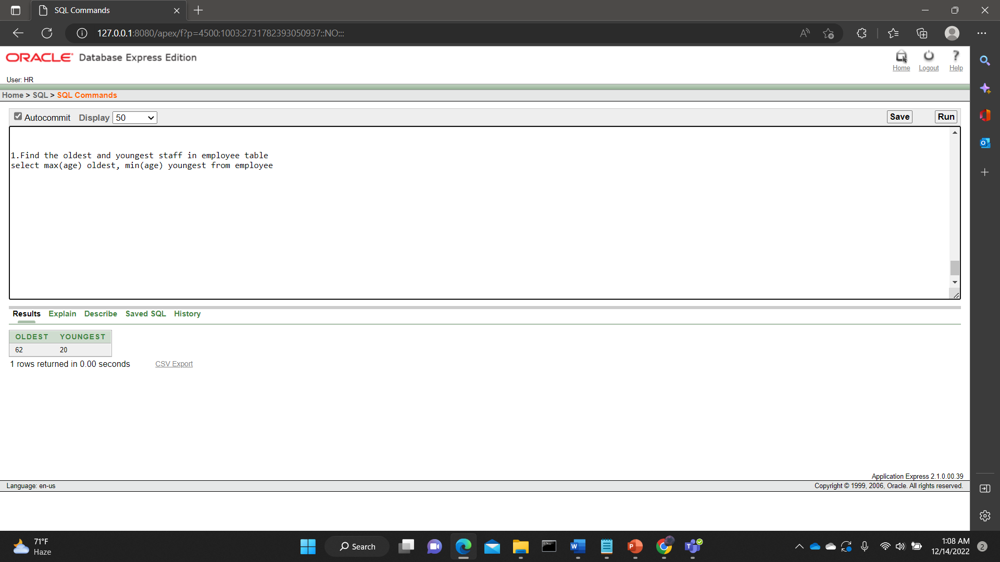 SQL Commands
127.0.0.1:8080/apex/f?p=4500:1003:2731782393050937::NO:::
ORACLE Database Express Edition
Home Logout Help
User: HR
Home > SQL > SQL Commands
Autocommit Display 50 Save Run
1.Find the oldest and youngest staff in employee table
select max(age) oldest, min(age) youngest from employee
Results Explain Describe Saved SQL History
OLDEST YOUNGEST
62 20
1 rows returned in 0.00 seconds CSV Export
Application Express 2.1.0.00.39
Language: en-us Copyright © 1999, 2006, Oracle. All rights reserved.
71°F
Haze
Search
1:08 AM
12/14/2022
2